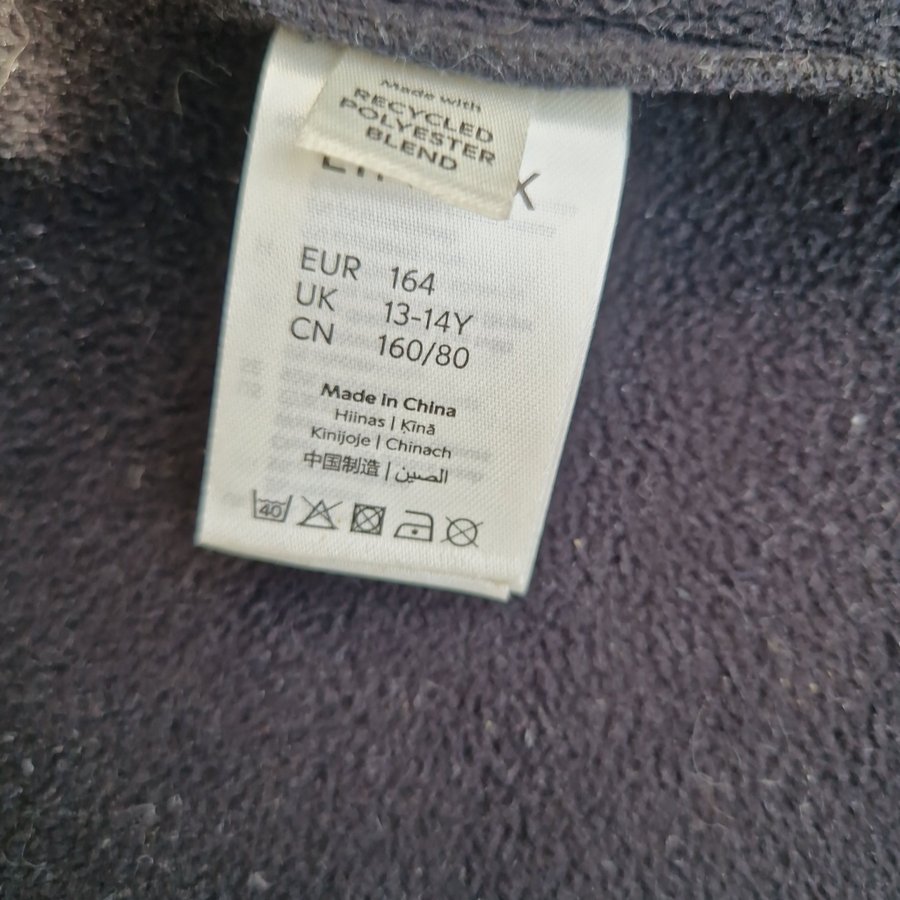 Made with
RECYCLED
POLYESTER
BLEND
EUR 164
UK 13-14Y
CN 160/80
Made in China
Hiinas | Ķīnā
Kinijoje | Chinach
中国制造 | الصين
40